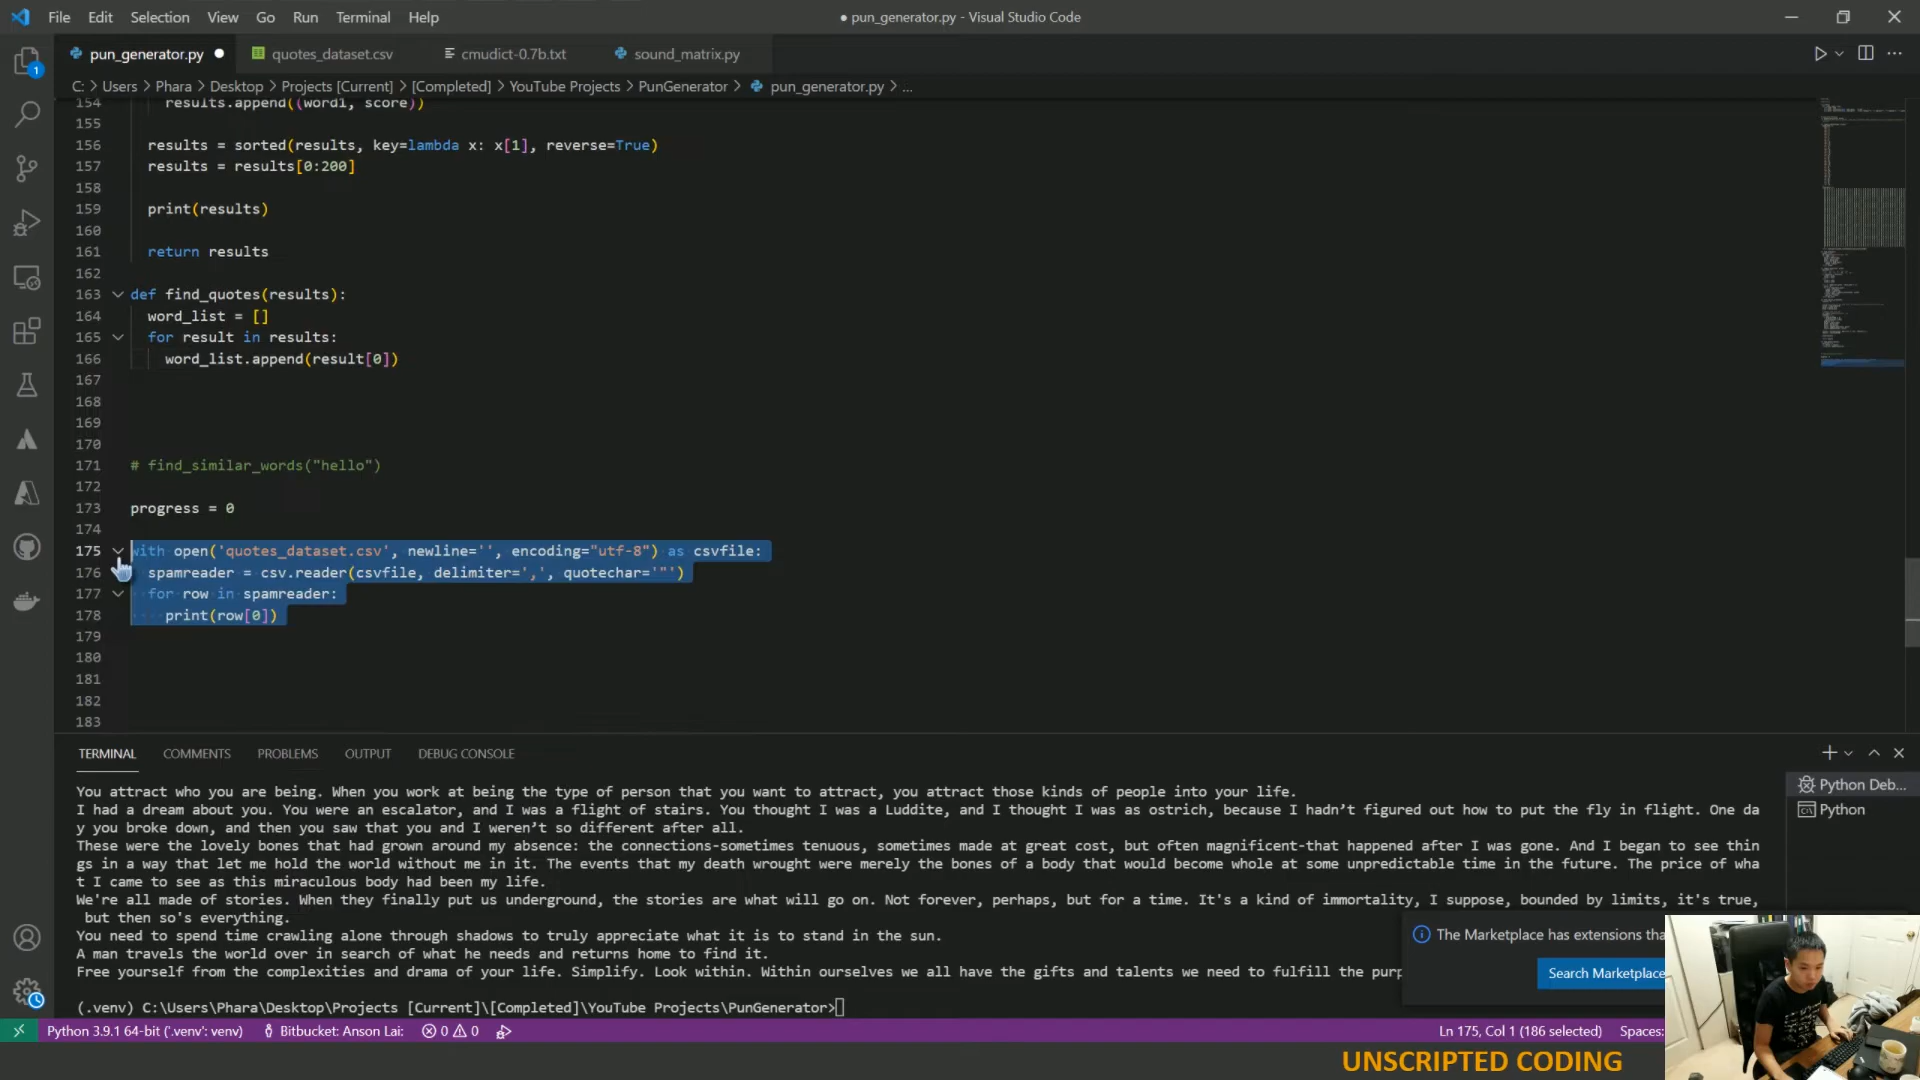 File Edit Selection View Go Run Terminal Help
● pun_generator.py - Visual Studio Code
pun_generator.py ● quotes_dataset.csv cmudict-0.7b.txt sound_matrix.py
C: > Users > Phara > Desktop > Projects [Current] > [Completed] > YouTube Projects > PunGenerator > pun_generator.py > ...
154 results.append((word1, score))
155
156 results = sorted(results, key=lambda x: x[1], reverse=True)
157 results = results[0:200]
158
159 print(results)
160
161 return results
162
163 def find_quotes(results):
164 word_list = []
165 for result in results:
166 word_list.append(result[0])
167
168
169
170
171 # find_similar_words("hello")
172
173 progress = 0
174
175 with open('quotes_dataset.csv', newline='', encoding="utf-8") as csvfile:
176 spamreader = csv.reader(csvfile, delimiter=',', quotechar='"')
177 for row in spamreader:
178 print(row[0])
179
180
181
182
183
TERMINAL COMMENTS PROBLEMS OUTPUT DEBUG CONSOLE
You attract who you are being. When you work at being the type of person that you want to attract, you attract those kinds of people into your life.
I had a dream about you. You were an escalator, and I was a flight of stairs. You thought I was a Luddite, and I thought I was as ostrich, because I hadn’t figured out how to put the fly in flight. One da
y you broke down, and then you saw that you and I weren’t so different after all.
These were the lovely bones that had grown around my absence: the connections-sometimes tenuous, sometimes made at great cost, but often magnificent-that happened after I was gone. And I began to see thin
gs in a way that let me hold the world without me in it. The events that my death wrought were merely the bones of a body that would become whole at some unpredictable time in the future. The price of wha
t I came to see as this miraculous body had been my life.
We're all made of stories. When they finally put us underground, the stories are what will go on. Not forever, perhaps, but for a time. It's a kind of immortality, I suppose, bounded by limits, it's true,
but then so's everything.
You need to spend time crawling alone through shadows to truly appreciate what it is to stand in the sun.
A man travels the world over in search of what he needs and returns home to find it.
Free yourself from the complexities and drama of your life. Simplify. Look within. Within ourselves we all have the gifts and talents we need to fulfill the purp
(.venv) C:\Users\Phara\Desktop\Projects [Current]\[Completed]\YouTube Projects\PunGenerator>
Python Deb...
Python
The Marketplace has extensions tha
Search Marketplace
Python 3.9.1 64-bit ('.venv': venv) Bitbucket: Anson Lai: 0 0 Ln 175, Col 1 (186 selected) Spaces:
UNSCRIPTED CODING